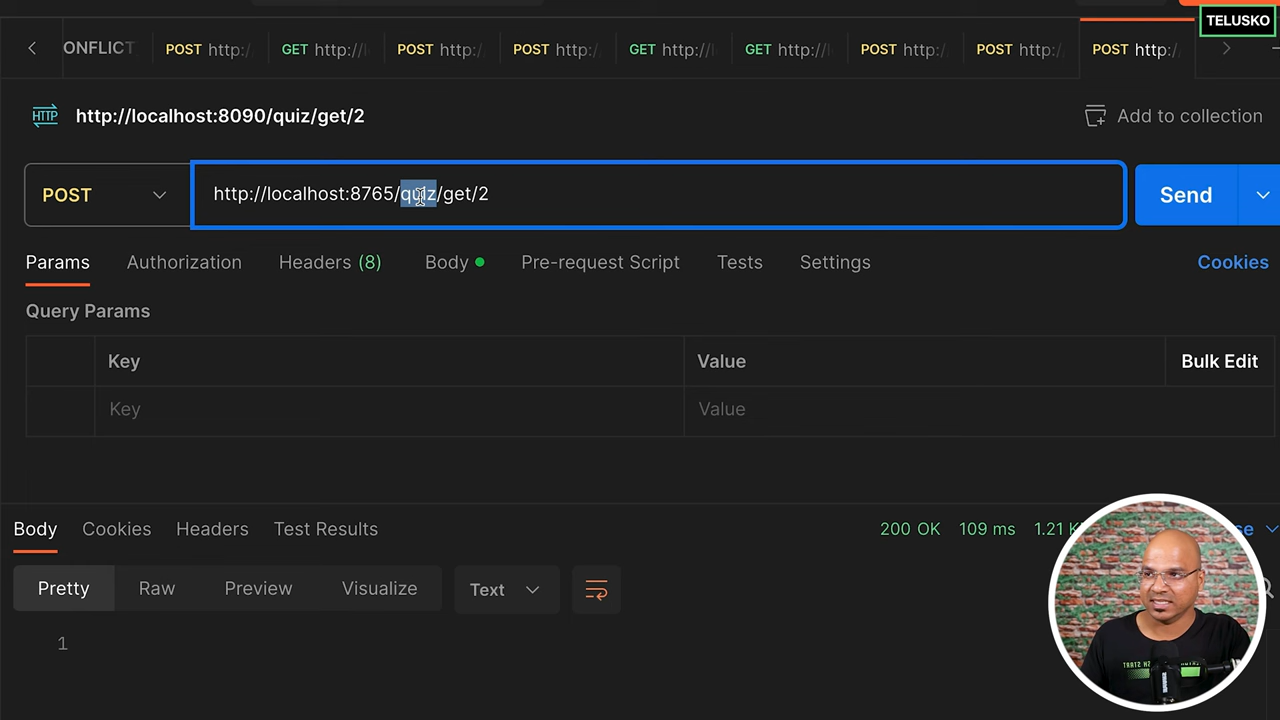 TELUSKO
ONFLICT POST http:/ GET http://l POST http:/ POST http:/ GET http://l GET http://l POST http:/ POST http:/ POST http:/
HTTP http://localhost:8090/quiz/get/2 Add to collection
POST http://localhost:8765/quiz/get/2 Send
Params Authorization Headers (8) Body Pre-request Script Tests Settings Cookies
Query Params
Key Value Bulk Edit
Key Value
Body Cookies Headers Test Results 200 OK 109 ms 1.21
Pretty Raw Preview Visualize Text
1